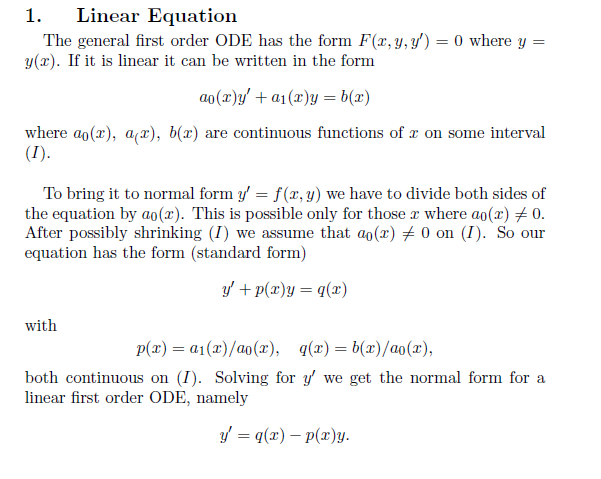 1. Linear Equation
The general first order ODE has the form F(x, y, y′) = 0 where y =
y(x). If it is linear it can be written in the form
a₀(x)y′ + a₁(x)y = b(x)
where a₀(x), a₍x), b(x) are continuous functions of x on some interval
(I).
To bring it to normal form y′ = f(x, y) we have to divide both sides of
the equation by a₀(x). This is possible only for those x where a₀(x) ≠ 0.
After possibly shrinking (I) we assume that a₀(x) ≠ 0 on (I). So our
equation has the form (standard form)
y′ + p(x)y = q(x)
with
p(x) = a₁(x)/a₀(x), q(x) = b(x)/a₀(x),
both continuous on (I). Solving for y′ we get the normal form for a
linear first order ODE, namely
y′ = q(x) − p(x)y.